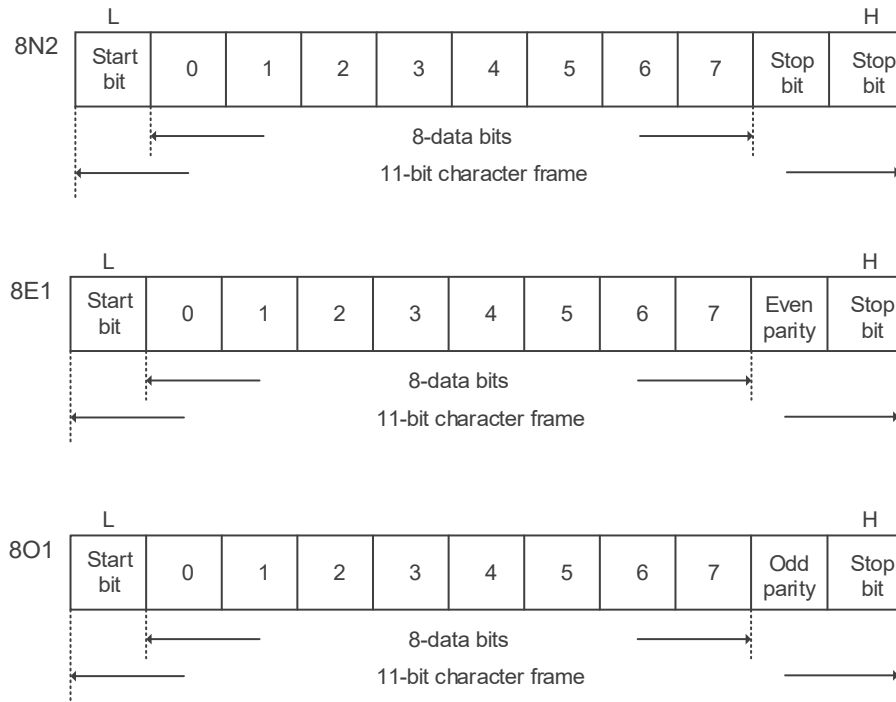 L H
8N2
Start bit 0 1 2 3 4 5 6 7 Stop bit Stop bit
8-data bits
11-bit character frame
L H
8E1
Start bit 0 1 2 3 4 5 6 7 Even parity Stop bit
8-data bits
11-bit character frame
L H
8O1
Start bit 0 1 2 3 4 5 6 7 Odd parity Stop bit
8-data bits
11-bit character frame